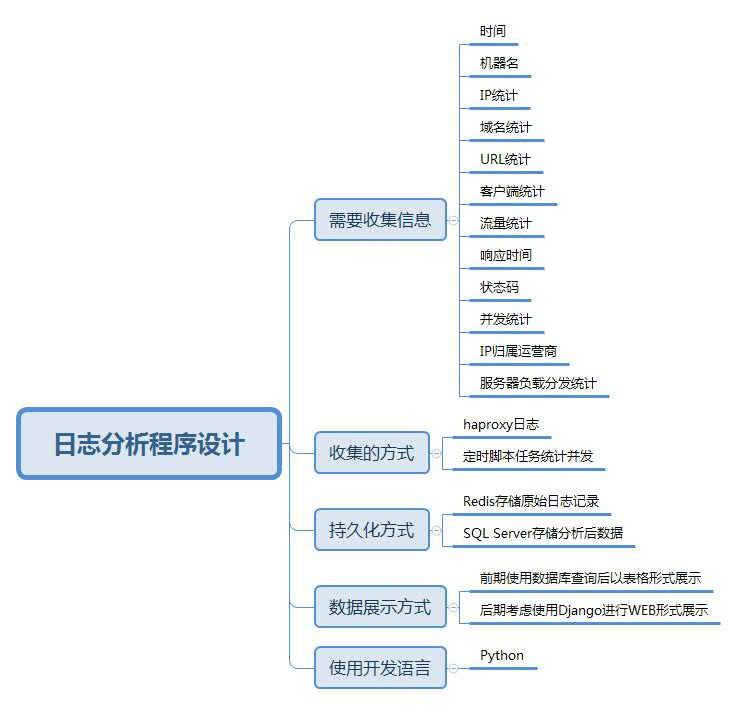 日志分析程序设计
需要收集信息
时间
机器名
IP统计
域名统计
URL统计
客户端统计
流量统计
响应时间
状态码
并发统计
IP归属运营商
服务器负载分发统计
收集的方式
haproxy日志
定时脚本任务统计并发
持久化方式
Redis存储原始日志记录
SQL Server存储分析后数据
数据展示方式
前期使用数据库查询后以表格形式展示
后期考虑使用Django进行WEB形式展示
使用开发语言
Python